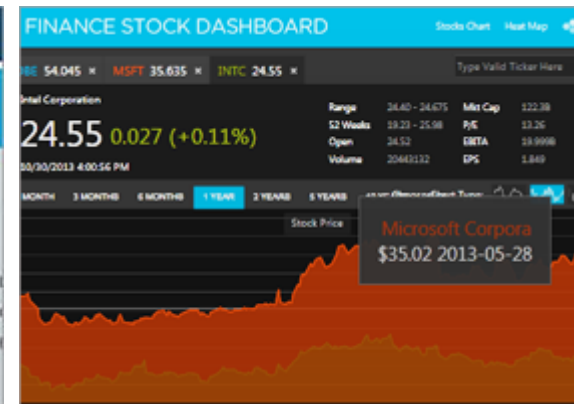 FINANCE STOCK DASHBOARD
Stocks Chart Heat Map
54.045 × MSFT 35.635 × INTC 24.55 ×
Type Valid Ticker Here
Intel Corporation
24.55 0.027 (+0.11%)
10/30/2013 4:00:56 PM
Range 24.40 - 24.675 Mkt Cap 122.3B
52 Weeks 19.23 - 25.98 P/E 13.26
Open 24.52 EBITA 19.999B
Volume 20443132 EPS 1.849
MONTH 3 MONTHS 6 MONTHS 1 YEAR 2 YEARS 5 YEARS Type:
Stock Price
Microsoft Corpora
$35.02 2013-05-28